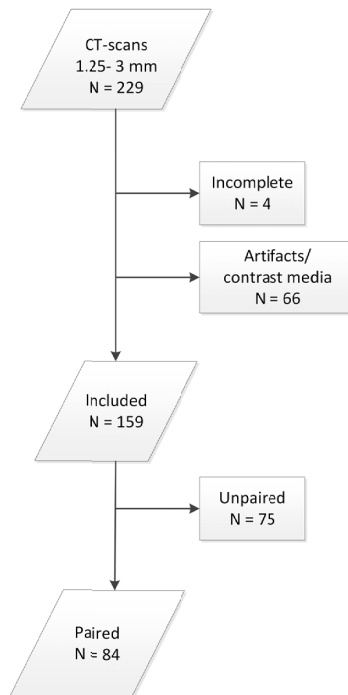 CT-scans
1.25- 3 mm
N = 229
Incomplete
N = 4
Artifacts/
contrast media
N = 66
Included
N = 159
Unpaired
N = 75
Paired
N = 84